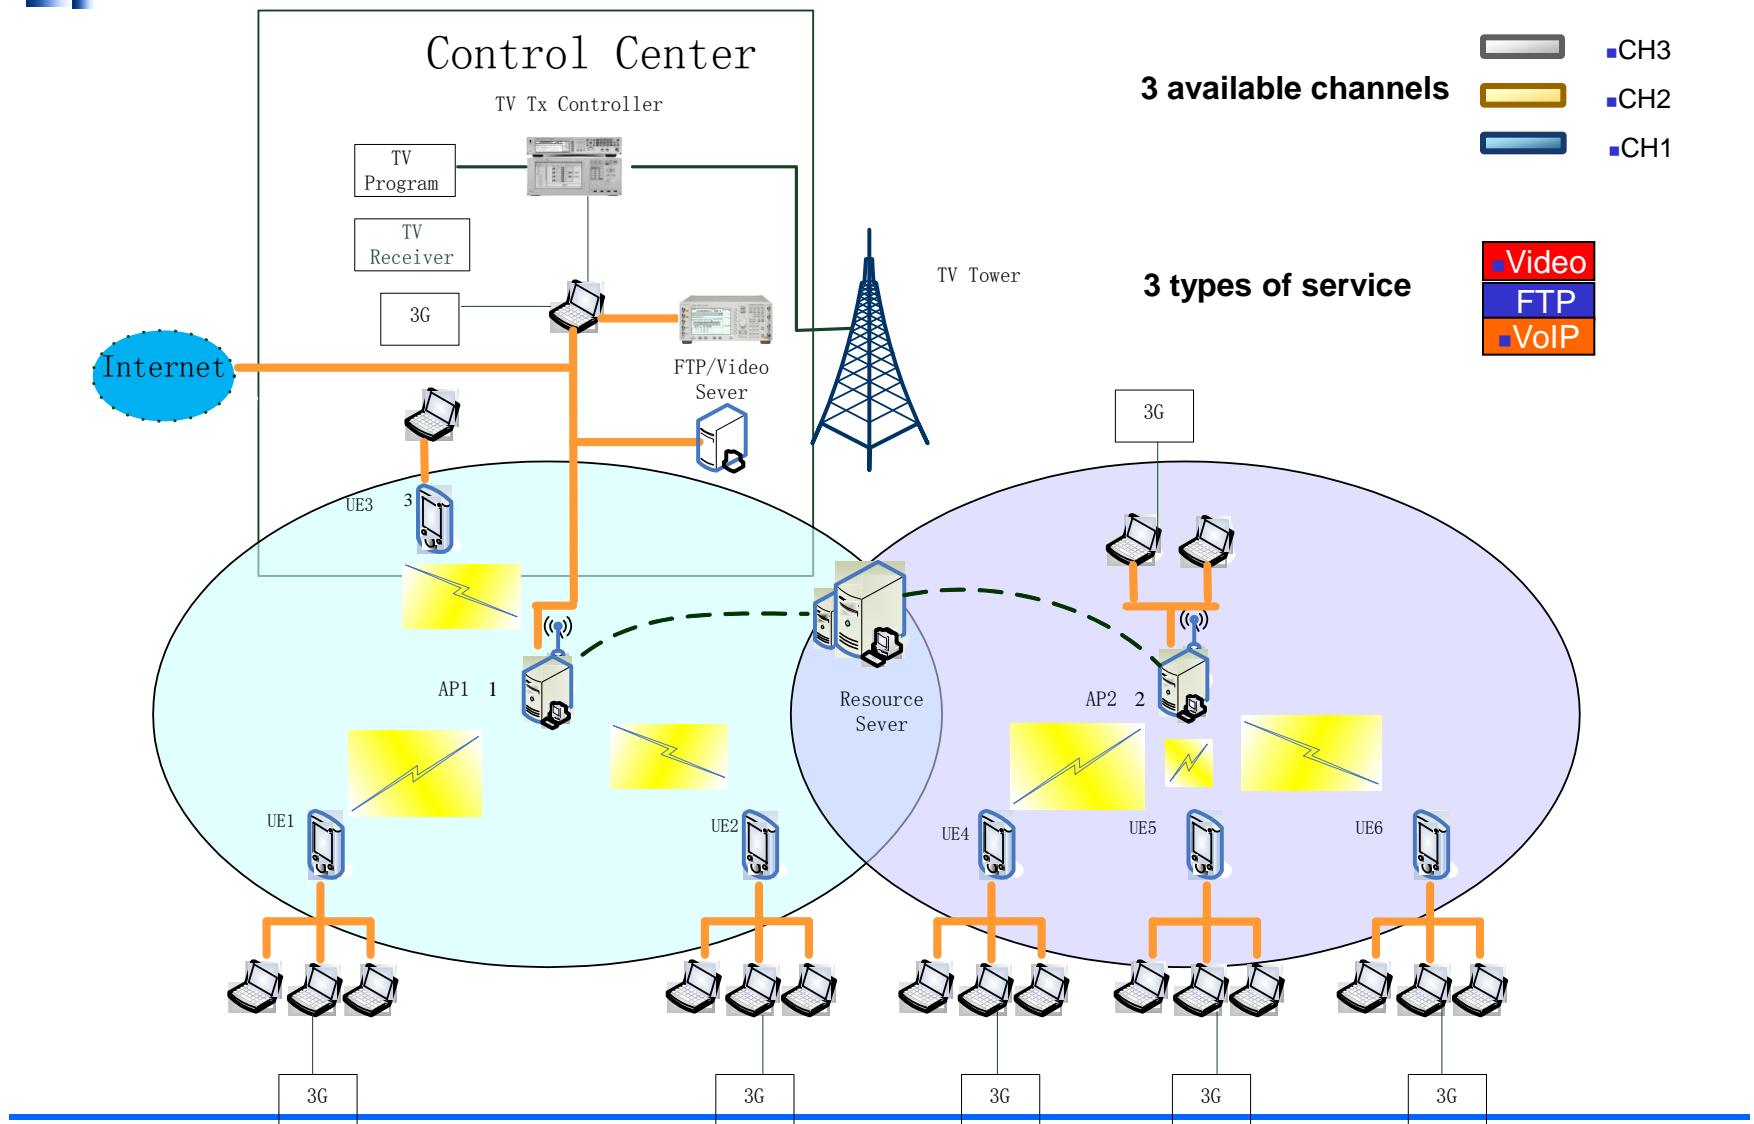 Control Center
TV Tx Controller
TV
Program
TV
Receiver
3G
Internet
FTP/Video
Sever
TV Tower
3 available channels
CH3
CH2
CH1
3 types of service
Video
FTP
VoIP
3G
UE3
3
AP1 1
Resource
Sever
AP2 2
UE1
UE2
UE4
UE5
UE6
3G
3G
3G
3G
3G